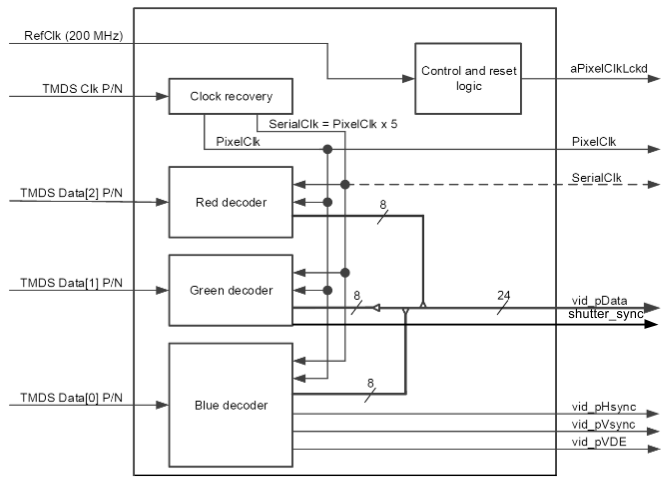 RefClk (200 MHz)
Control and reset
logic
aPixelClkLckd
TMDS Clk P/N
Clock recovery
SerialClk = PixelClk x 5
PixelClk
PixelClk
SerialClk
TMDS Data[2] P/N
Red decoder
8
TMDS Data[1] P/N
Green decoder
8
24
vid_pData
shutter_sync
TMDS Data[0] P/N
Blue decoder
8
vid_pHsync
vid_pVsync
vid_pVDE